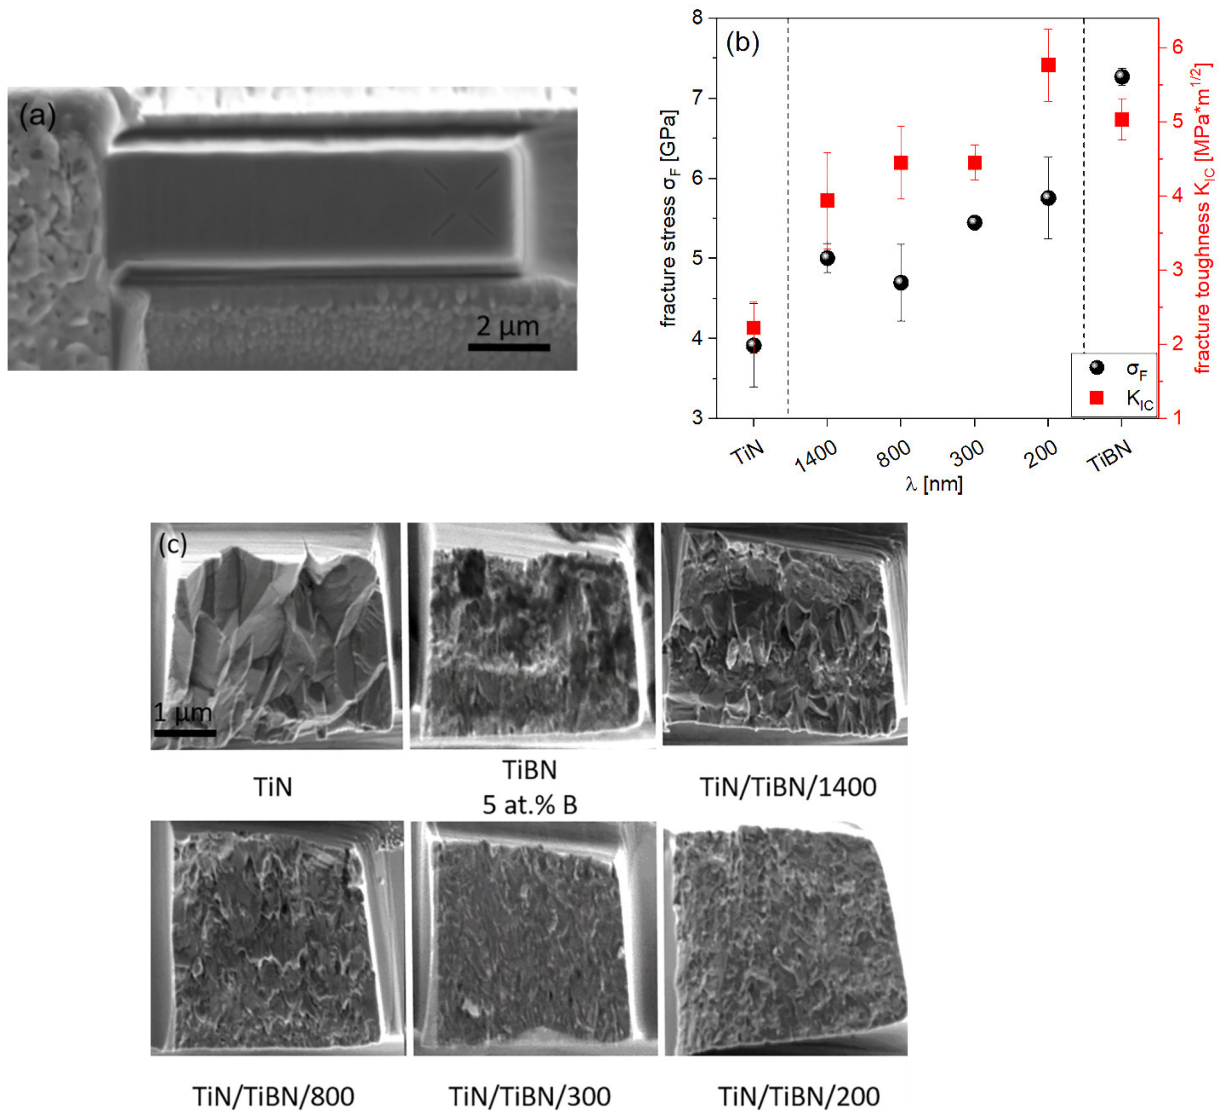 (a)
2 μm
(b)
fracture stress σF [GPa]
8
7
6
5
4
3
fracture toughness KIC [MPa*m1/2]
6
5
4
3
2
1
σF
KIC
TiN
1400
800
300
200
TiBN
λ [nm]
(c)
1 μm
TiN
TiBN
5 at.% B
TiN/TiBN/1400
TiN/TiBN/800
TiN/TiBN/300
TiN/TiBN/200